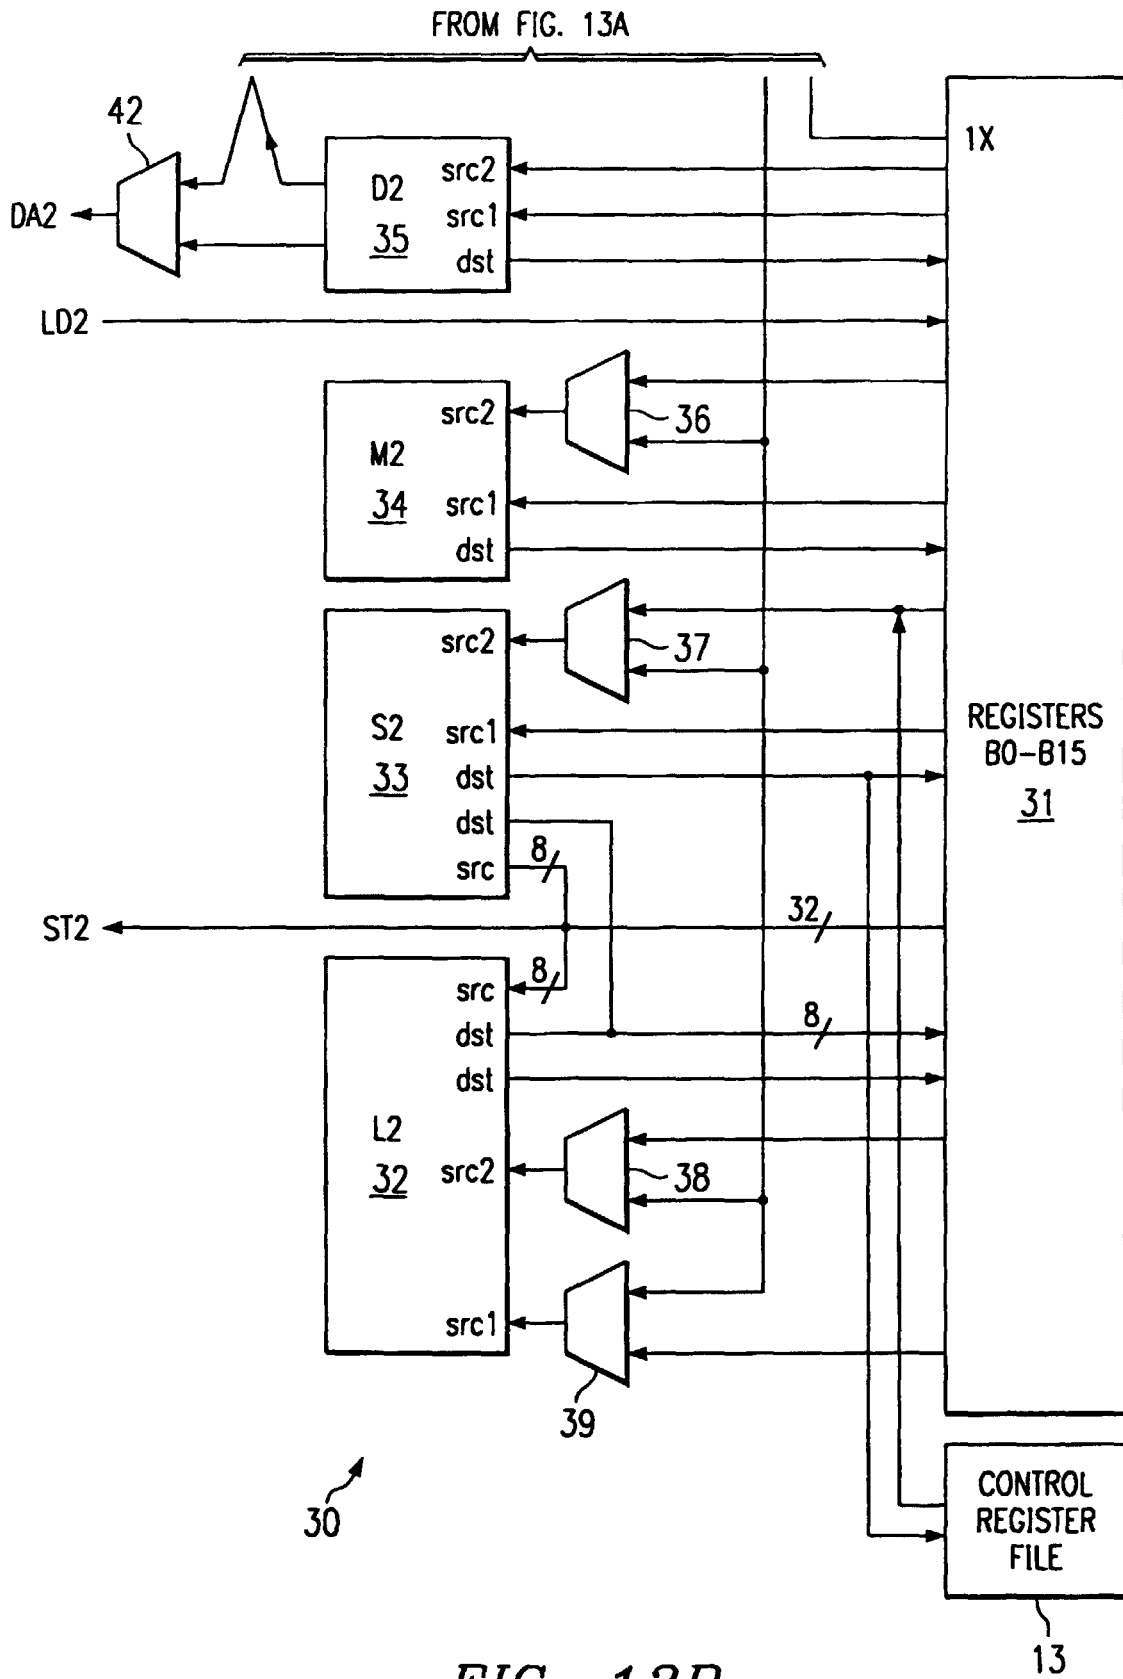 FROM FIG. 13A
42
1X
D2
35
src2
src1
dst
DA2
LD2
M2
34
src2
src1
dst
36
S2
33
src2
src1
dst
dst
src
8
37
REGISTERS
B0-B15
31
ST2
32
8
8
L2
32
src
dst
dst
src2
src1
38
39
30
CONTROL
REGISTER
FILE
13